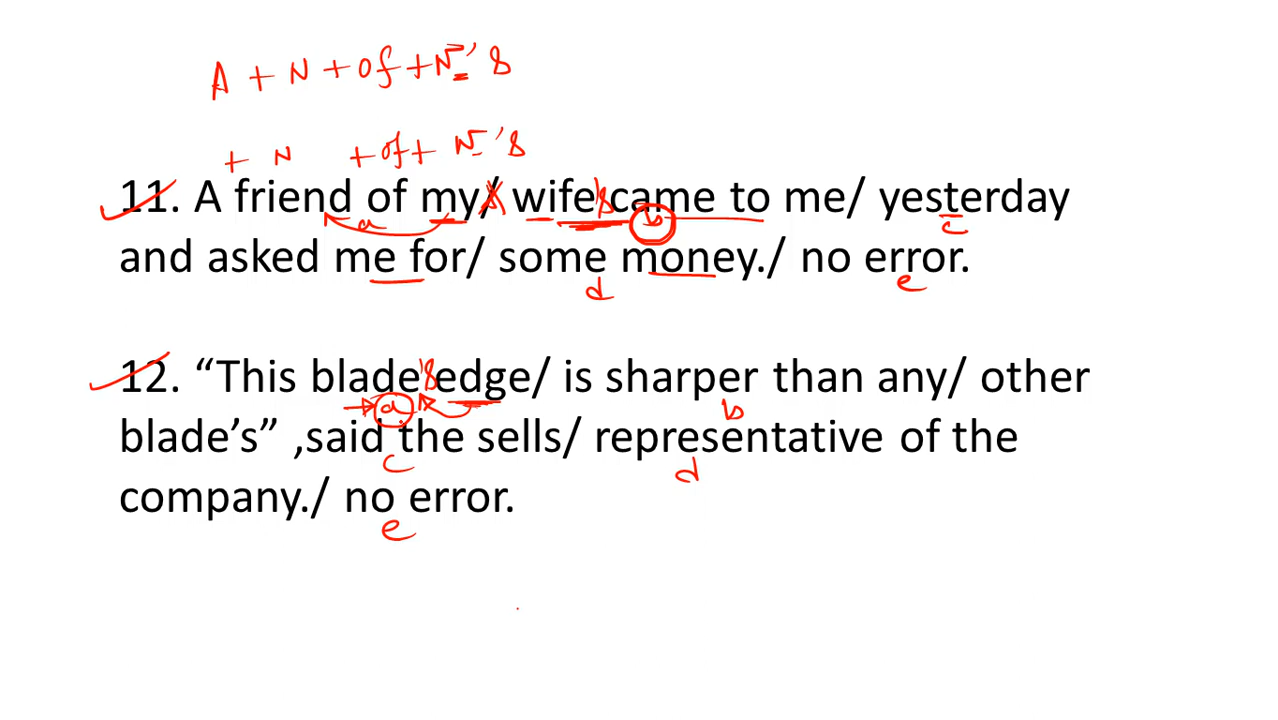 A + N + of + N's
+ N + of + N's
11. A friend of my/ wife's came to me/ yesterday
a b c
and asked me for/ some money./ no error.
d e
12. “This blade's edge/ is sharper than any/ other
a b
blade’s” ,said the sells/ representative of the
c d
company./ no error.
e